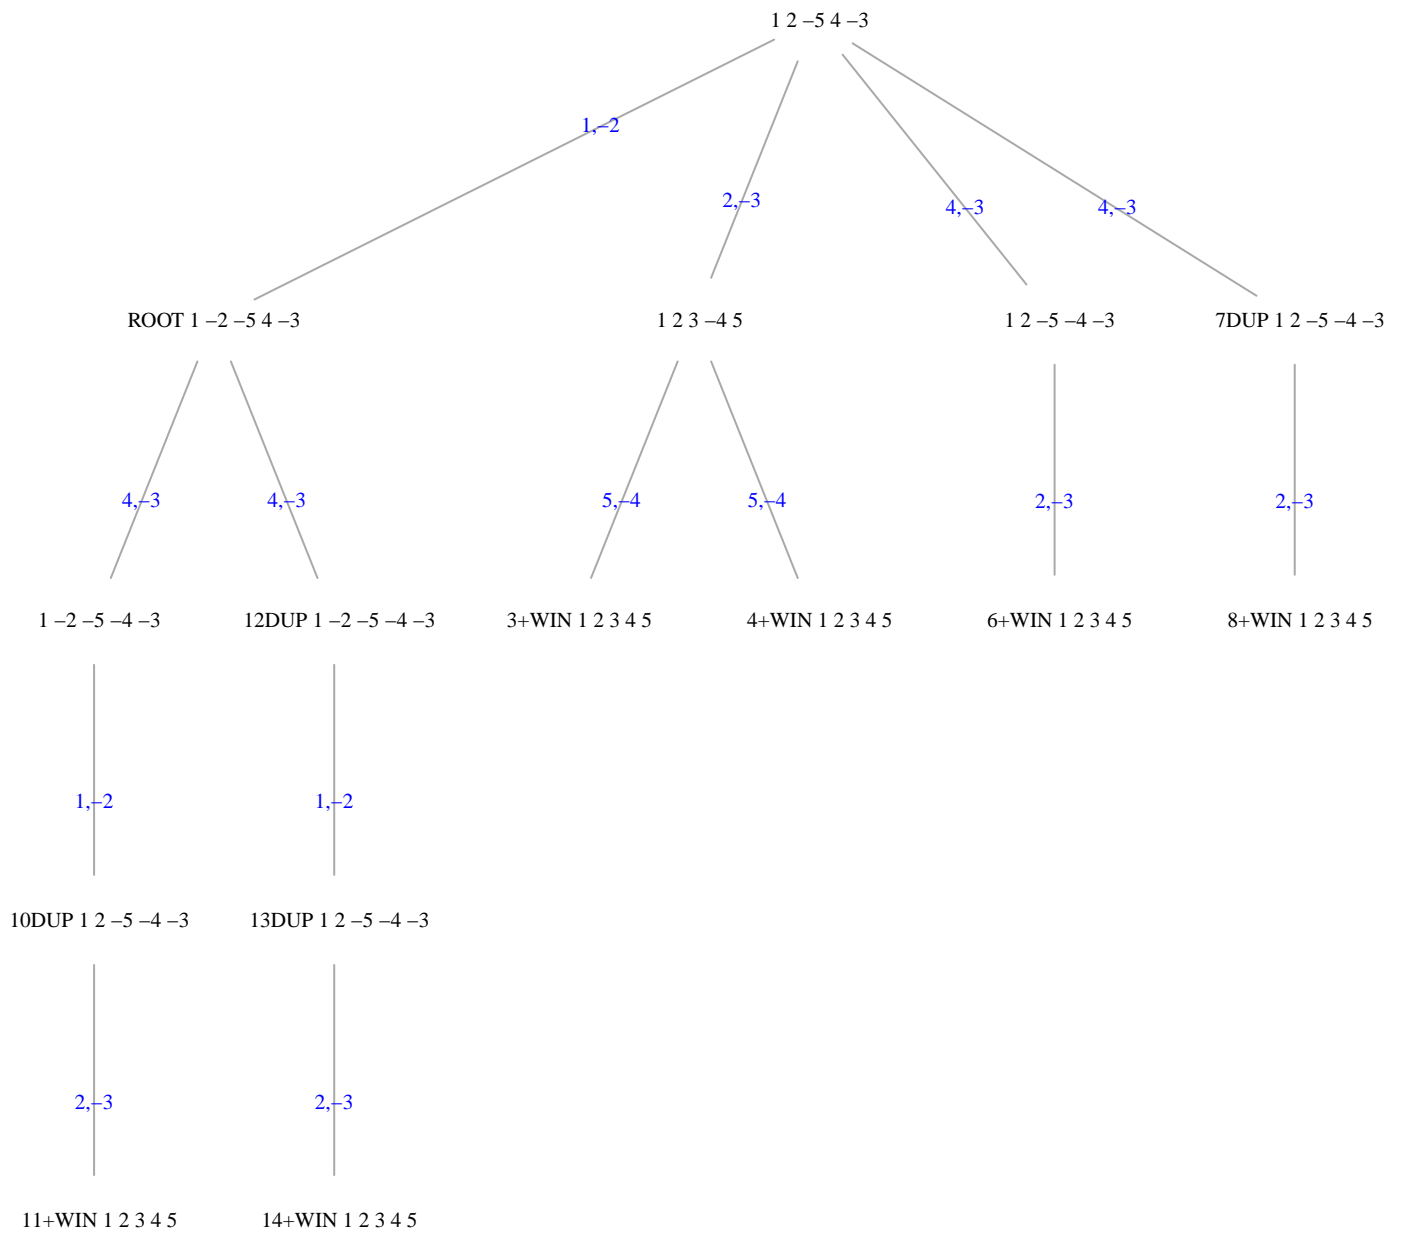 1 2 −5 4 −3
1,−2
2,−3
4,−3
4,−3
ROOT 1 −2 −5 4 −3
1 2 3 −4 5
1 2 −5 −4 −3
7DUP 1 2 −5 −4 −3
4,−3
4,−3
5,−4
5,−4
2,−3
2,−3
1 −2 −5 −4 −3
12DUP 1 −2 −5 −4 −3
3+WIN 1 2 3 4 5
4+WIN 1 2 3 4 5
6+WIN 1 2 3 4 5
8+WIN 1 2 3 4 5
1,−2
1,−2
10DUP 1 2 −5 −4 −3
13DUP 1 2 −5 −4 −3
2,−3
2,−3
11+WIN 1 2 3 4 5
14+WIN 1 2 3 4 5